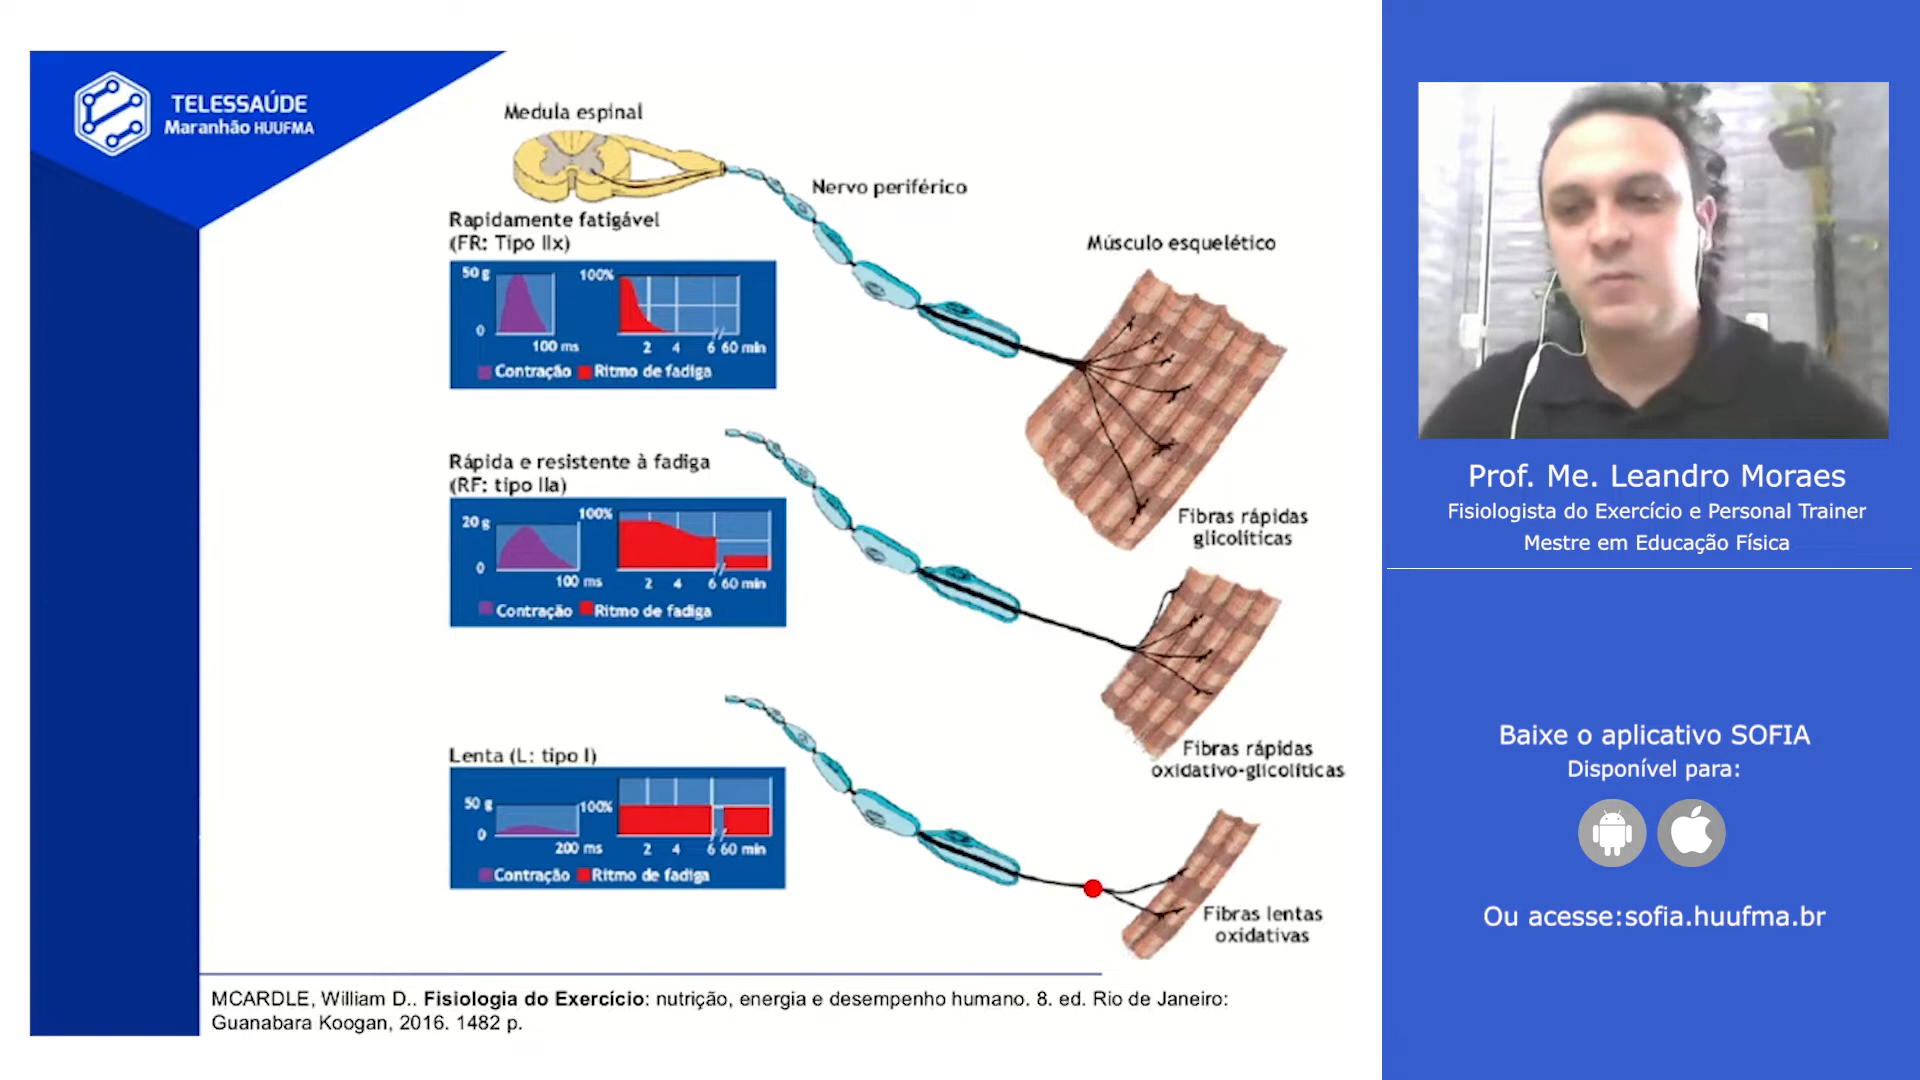 TELESSAÚDE
Maranhão HUUFMA
Medula espinal
Nervo periférico
Rapidamente fatigável
(FR: Tipo IIx)
Músculo esquelético
50 g
100%
0
100 ms
2 4 6 60 min
Contração Ritmo de fadiga
Fibras rápidas
glicolíticas
Rápida e resistente à fadiga
(RF: tipo IIa)
20 g
100%
0
100 ms
2 4 6 60 min
Contração Ritmo de fadiga
Fibras rápidas
oxidativo-glicolíticas
Lenta (L: tipo I)
50 g
100%
0
200 ms
2 4 6 60 min
Contração Ritmo de fadiga
Fibras lentas
oxidativas
MCARDLE, William D.. Fisiologia do Exercício: nutrição, energia e desempenho humano. 8. ed. Rio de Janeiro:
Guanabara Koogan, 2016. 1482 p.
Prof. Me. Leandro Moraes
Fisiologista do Exercício e Personal Trainer
Mestre em Educação Física
Baixe o aplicativo SOFIA
Disponível para:
Ou acesse:sofia.huufma.br